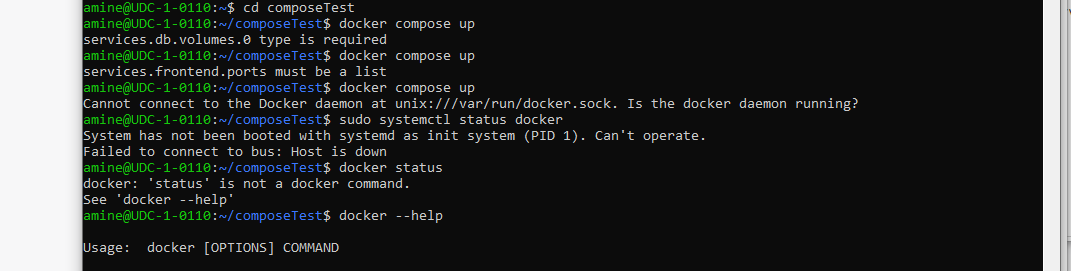 amine@UDC-1-0110:~$ cd composeTest
amine@UDC-1-0110:~/composeTest$ docker compose up
services.db.volumes.0 type is required
amine@UDC-1-0110:~/composeTest$ docker compose up
services.frontend.ports must be a list
amine@UDC-1-0110:~/composeTest$ docker compose up
Cannot connect to the Docker daemon at unix:///var/run/docker.sock. Is the docker daemon running?
amine@UDC-1-0110:~/composeTest$ sudo systemctl status docker
System has not been booted with systemd as init system (PID 1). Can't operate.
Failed to connect to bus: Host is down
amine@UDC-1-0110:~/composeTest$ docker status
docker: 'status' is not a docker command.
See 'docker --help'
amine@UDC-1-0110:~/composeTest$ docker --help
Usage:  docker [OPTIONS] COMMAND